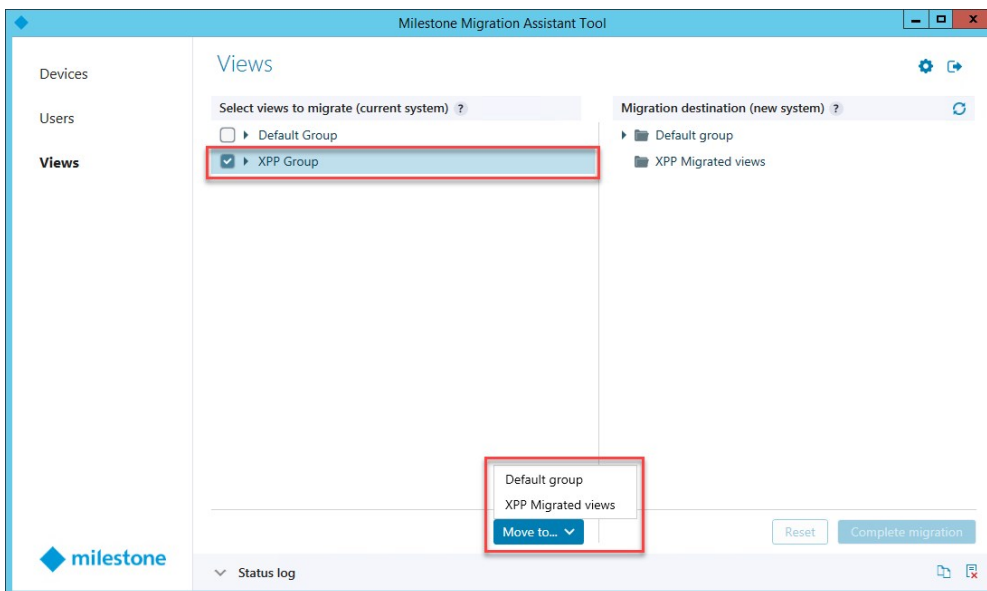 Milestone Migration Assistant Tool
Devices
Users
Views
Views
Select views to migrate (current system) ?
Default Group
XPP Group
Migration destination (new system) ?
Default group
XPP Migrated views
Default group
XPP Migrated views
Move to...
Reset
Complete migration
milestone
Status log